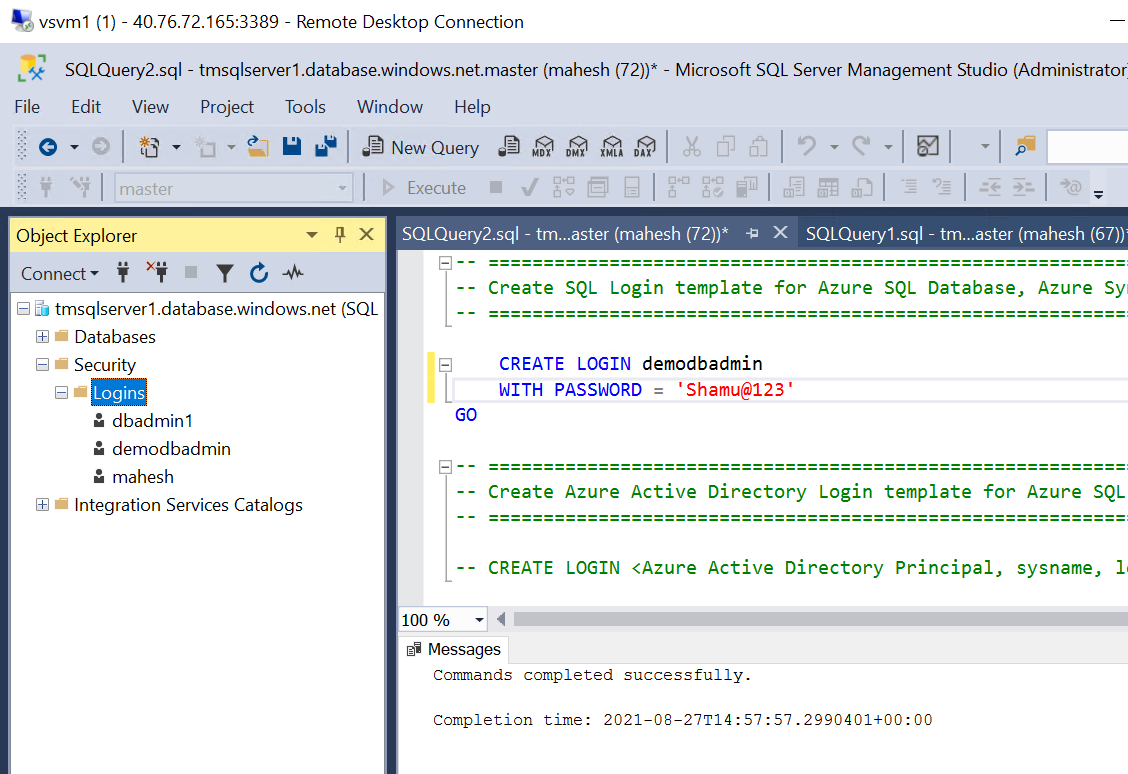 vsvm1 (1) - 40.76.72.165:3389 - Remote Desktop Connection
SQLQuery2.sql - tmsqlserver1.database.windows.net.master (mahesh (72))* - Microsoft SQL Server Management Studio (Administrator)
File Edit View Project Tools Window Help
New Query MDX DMX XMLA DAX
master Execute
Object Explorer
SQLQuery2.sql - tm...aster (mahesh (72))* SQLQuery1.sql - tm...aster (mahesh (67))*
Connect
tmsqlserver1.database.windows.net (SQL
Databases
Security
Logins
dbadmin1
demodbadmin
mahesh
Integration Services Catalogs
-- ==========================================================
-- Create SQL Login template for Azure SQL Database, Azure Sy
-- ==========================================================
CREATE LOGIN demodbadmin
WITH PASSWORD = 'Shamu@123'
GO
-- ==========================================================
-- Create Azure Active Directory Login template for Azure SQL
-- ==========================================================
-- CREATE LOGIN <Azure Active Directory Principal, sysname, l
100 %
Messages
Commands completed successfully.
Completion time: 2021-08-27T14:57:57.2990401+00:00